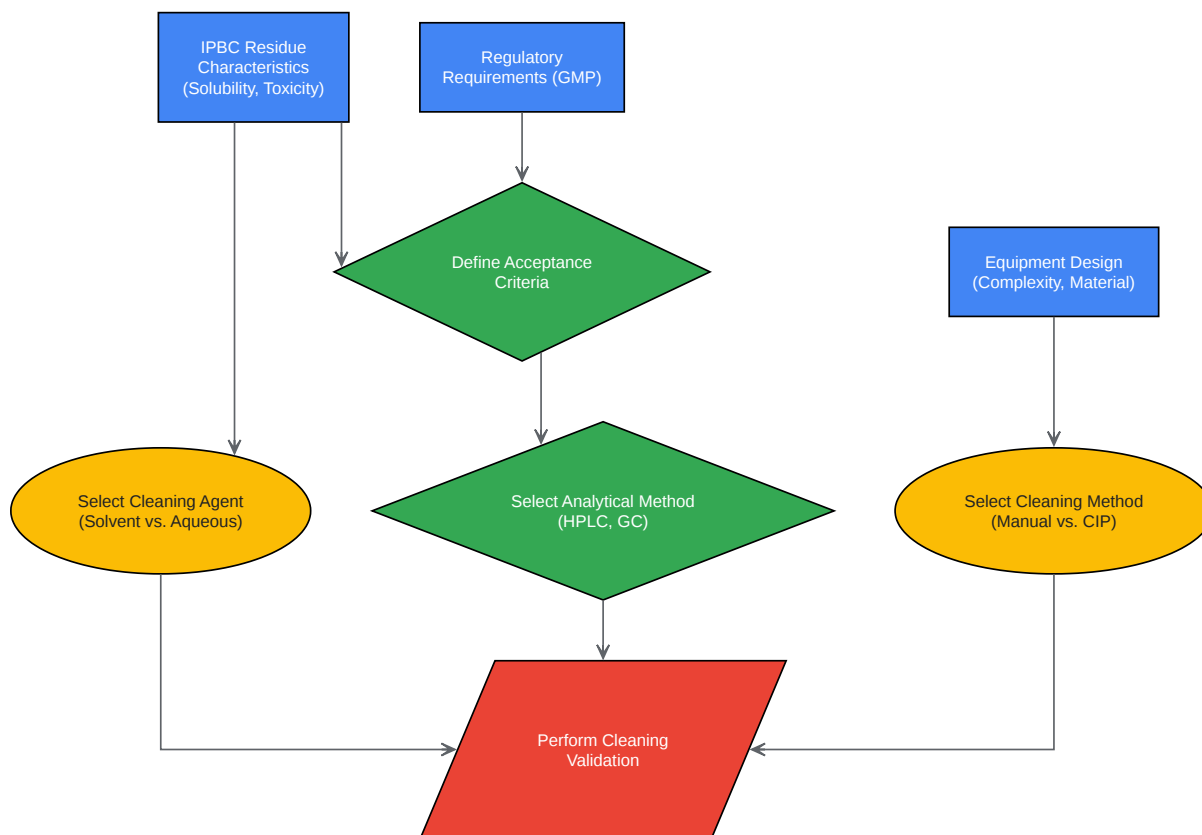 IPBC Residue
Characteristics
(Solubility, Toxicity)
Regulatory
Requirements (GMP)
Define Acceptance
Criteria
Equipment Design
(Complexity, Material)
Select Cleaning Agent
(Solvent vs. Aqueous)
Select Analytical Method
(HPLC, GC)
Select Cleaning Method
(Manual vs. CIP)
Perform Cleaning
Validation